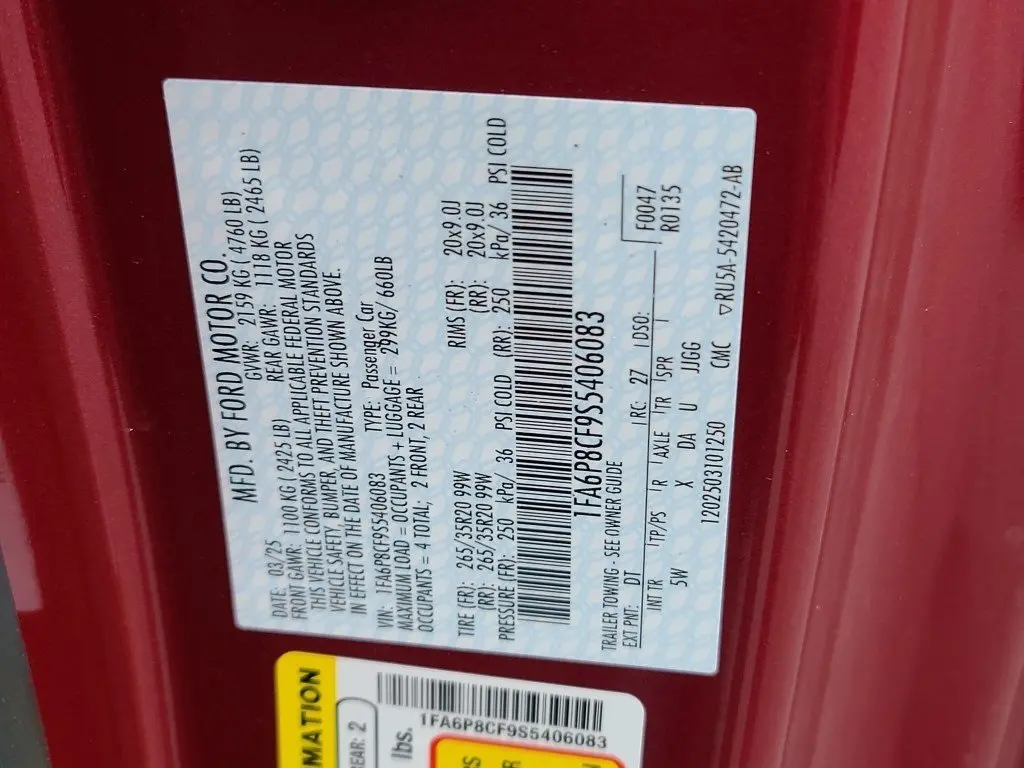 MFD. BY FORD MOTOR CO.
DATE: 03/25 GVWR: 2159 KG (4760 LB)
FRONT GAWR: 1100 KG (2425 LB) REAR GAWR: 1118 KG (2465 LB)
THIS VEHICLE CONFORMS TO ALL APPLICABLE FEDERAL MOTOR
VEHICLE SAFETY, BUMPER, AND THEFT PREVENTION STANDARDS
IN EFFECT ON THE DATE OF MANUFACTURE SHOWN ABOVE.
VIN: 1FA6P8CF9S5406083 TYPE: Passenger Car
MAXIMUM LOAD = OCCUPANTS + LUGGAGE = 299KG/ 660LB
OCCUPANTS = 4 TOTAL; 2 FRONT, 2 REAR
TIRE (FR): 265/35R20 99W RIMS (FR): 20x9.0J
(RR): 265/35R20 99W (RR): 20x9.0J
PRESSURE (FR): 250 kPa/ 36 PSI COLD (RR): 250 kPa/ 36 PSI COLD
1FA6P8CF9S5406083
TRAILER TOWING - SEE OWNER GUIDE
F0047
EXT PNT: DT RC: 27 DSO: R0135
INT TR TP/PS R AXLE TR SPR
5W X DA U JJGG
▽RU5A-5420472-AB
1202503101250 CMC
MATION
REAR: 2
lbs.
1FA6P8CF9S5406083